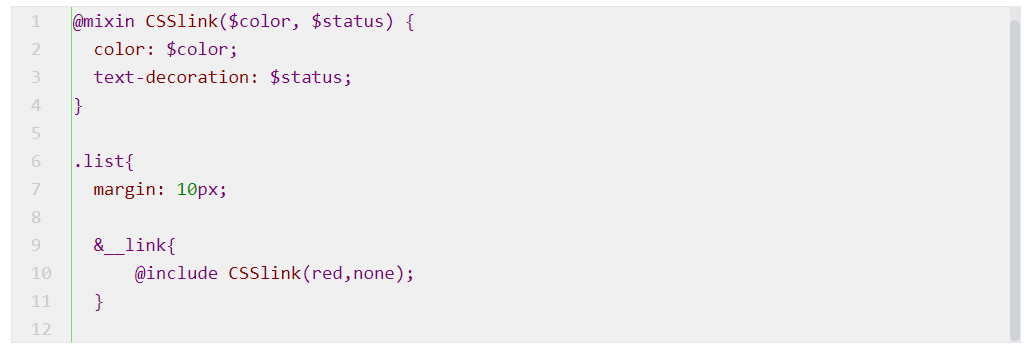 1 @mixin CSSlink($color, $status) {
2 color: $color;
3 text-decoration: $status;
4 }
5
6 .list{
7 margin: 10px;
8
9 &__link{
10 @include CSSlink(red,none);
11 }
12